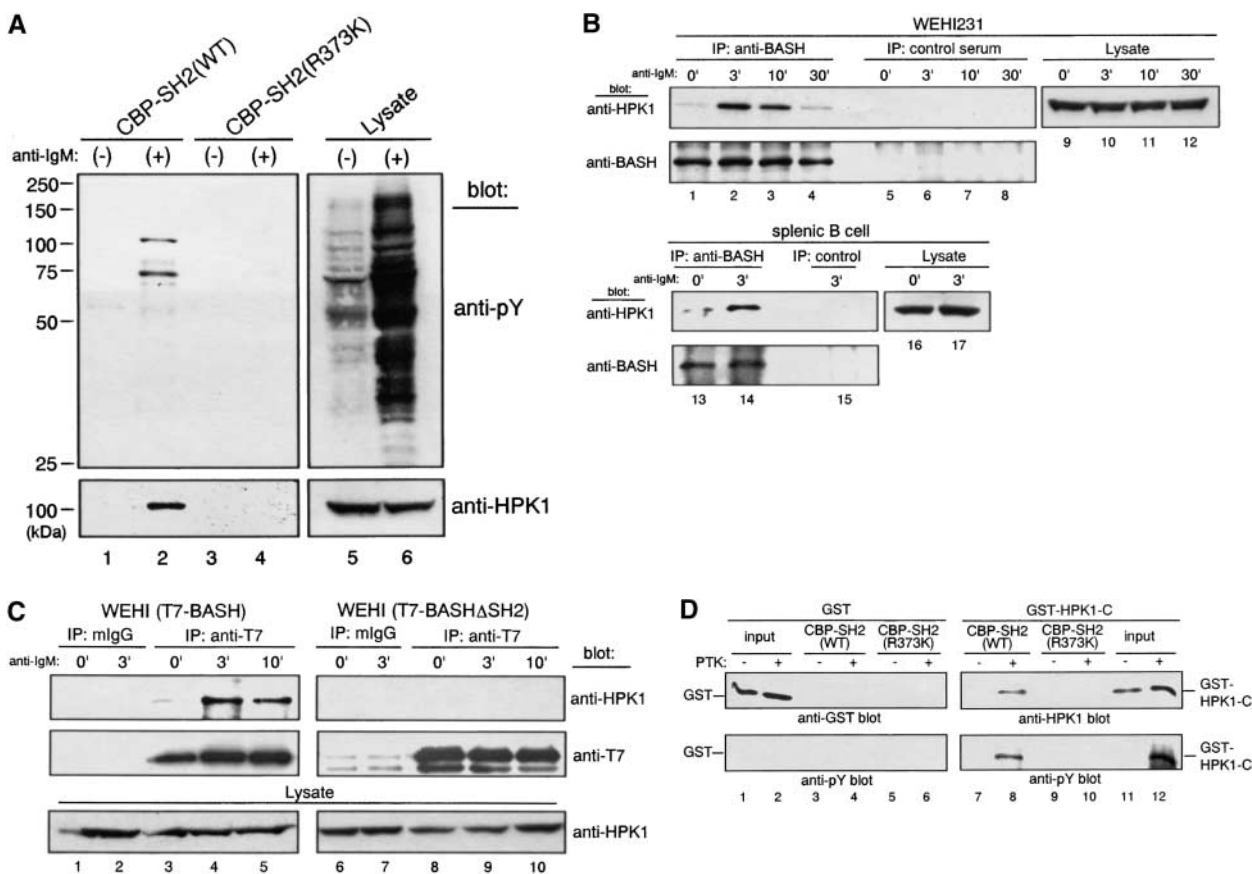 A
CBP-SH2(WT)
CBP-SH2(R373K)
Lysate
anti-IgM: (-) (+) (-) (+) (-) (+)
250
150
100
75
50
25
blot:
anti-pY
100
(kDa)
anti-HPK1
1 2 3 4 5 6
B
WEHI231
IP: anti-BASH IP: control serum Lysate
anti-IgM: 0' 3' 10' 30' 0' 3' 10' 30' 0' 3' 10' 30'
blot:
anti-HPK1
9 10 11 12
anti-BASH
1 2 3 4 5 6 7 8
splenic B cell
IP: anti-BASH IP: control Lysate
anti-IgM: 0' 3' 3' 0' 3'
blot:
anti-HPK1
16 17
anti-BASH
13 14 15
C
WEHI (T7-BASH) WEHI (T7-BASHΔSH2)
IP: mIgG IP: anti-T7 IP: mIgG IP: anti-T7
anti-IgM: 0' 3' 0' 3' 10' 0' 3' 0' 3' 10'
blot:
anti-HPK1
anti-T7
Lysate
anti-HPK1
1 2 3 4 5 6 7 8 9 10
D
GST GST-HPK1-C
input CBP-SH2 (WT) CBP-SH2 (R373K) CBP-SH2 (WT) CBP-SH2 (R373K) input
PTK: - + - + - + - + - + - +
GST
GST-HPK1-C
anti-GST blot anti-HPK1 blot
GST
GST-HPK1-C
anti-pY blot anti-pY blot
1 2 3 4 5 6 7 8 9 10 11 12